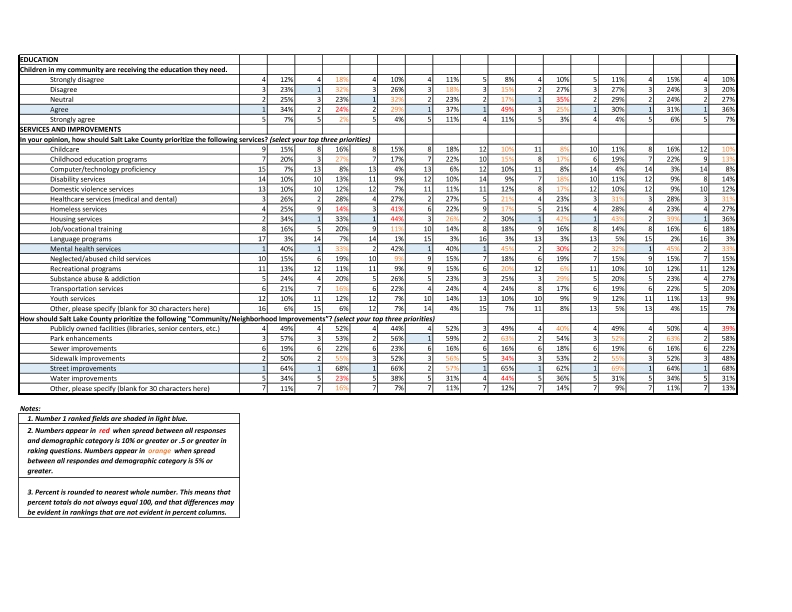 EDUCATION
Children in my community are receiving the education they need.
Strongly disagree 4 12% 4 18% 4 10% 4 11% 5 8% 4 10% 5 11% 4 15% 4 10%
Disagree 3 23% 1 32% 3 26% 3 18% 3 15% 2 27% 3 27% 3 24% 3 20%
Neutral 2 25% 3 23% 1 32% 2 23% 2 17% 1 35% 2 29% 2 24% 2 27%
Agree 1 34% 2 24% 2 29% 1 37% 1 49% 3 25% 1 30% 1 31% 1 36%
Strongly agree 5 7% 5 2% 5 4% 5 11% 4 11% 5 3% 4 4% 5 6% 5 7%
SERVICES AND IMPROVEMENTS
In your opinion, how should Salt Lake County prioritize the following services? (select your top three priorities)
Childcare 9 15% 8 16% 8 15% 8 18% 12 10% 11 8% 10 11% 8 16% 12 10%
Childhood education programs 7 20% 3 27% 7 17% 7 22% 10 15% 8 17% 6 19% 7 22% 9 13%
Computer/technology proficiency 15 7% 13 8% 13 4% 13 6% 12 10% 11 8% 14 4% 14 3% 14 8%
Disability services 14 10% 10 13% 11 9% 12 10% 14 9% 7 18% 11 10% 9 8% 14%
Domestic violence services 13 10% 10 12% 12 7% 11 11% 11 12% 8 17% 12 10% 12 9% 10 12%
Healthcare services (medical and dental) 3 26% 2 28% 4 27% 2 27% 5 21% 4 23% 3 31% 3 28% 3 31%
Homeless services 4 25% 9 14% 3 41% 6 22% 9 17% 5 21% 4 28% 4 23% 4 27%
Housing services 2 34% 1 33% 1 44% 3 26% 2 30% 1 42% 1 43% 2 39% 1 36%
Job/vocational training 8 16% 5 20% 9 11% 10 14% 8 18% 9 16% 8 14% 8 16% 6 18%
Language programs 17 3% 14 7% 14 1% 15 3% 16 3% 13 3% 13 5% 15 2% 16 3%
Mental health services 1 40% 1 33% 2 42% 1 40% 1 45% 2 30% 2 32% 1 45% 2 33%
Neglected/abused child services 10 15% 6 19% 10 9% 9 15% 7 18% 6 19% 7 15% 9 15% 7 15%
Recreational programs 11 13% 12 11% 11 9% 9 15% 6 20% 12 6% 11 10% 10 12% 11 12%
Substance abuse & addiction 5 24% 4 20% 5 26% 5 24% 3 25% 3 29% 5 20% 5 23% 4 27%
Transportation services 6 21% 7 16% 6 22% 4 24% 4 24% 8 17% 6 19% 6 22% 5 22%
Youth services 12 10% 11 12% 12 7% 10 14% 13 10% 10 9% 9 12% 11 11% 13 9%
Other, please specify (blank for 30 characters here) 16 6% 15 6% 12 7% 14 4% 15 7% 11 8% 13 5% 13 4% 15 7%
How should Salt Lake County prioritize the following "Community/Neighborhood Improvements"? (select your top three priorities)
Publicly owned facilities (libraries, senior centers, etc.) 4 49% 4 52% 4 44% 4 52% 3 49% 4 40% 4 49% 4 50% 4 39%
Park enhancements 3 57% 3 53% 2 56% 1 59% 2 63% 2 54% 3 52% 2 63% 2 58%
Sewer improvements 6 19% 6 22% 6 23% 6 16% 6 18% 6 18% 6 19% 6 16% 6 22%
Sidewalk improvements 2 50% 2 55% 3 52% 3 56% 5 34% 3 53% 2 55% 3 52% 3 48%
Street improvements 1 64% 1 68% 1 66% 2 57% 1 65% 1 62% 1 69% 1 64% 1 68%
Water improvements 5 34% 5 23% 5 38% 5 31% 4 44% 5 36% 5 31% 5 34% 5 31%
Other, please specify (blank for 30 characters here) 7 11% 7 16% 7 7% 7 11% 7 12% 7 14% 7 9% 7 11% 7 13%
Notes:
1. Number 1 ranked fields are shaded in light blue.
2. Numbers appear in red when spread between all responses
and demographic category is 10% or greater or .5 or greater in
raking questions. Numbers appear in orange when spread
between all respondes and demographic category is 5% or
greater.
3. Percent is rounded to nearest whole number. This means that
percent totals do not always equal 100, and that differences may
be evident in rankings that are not evident in percent columns.